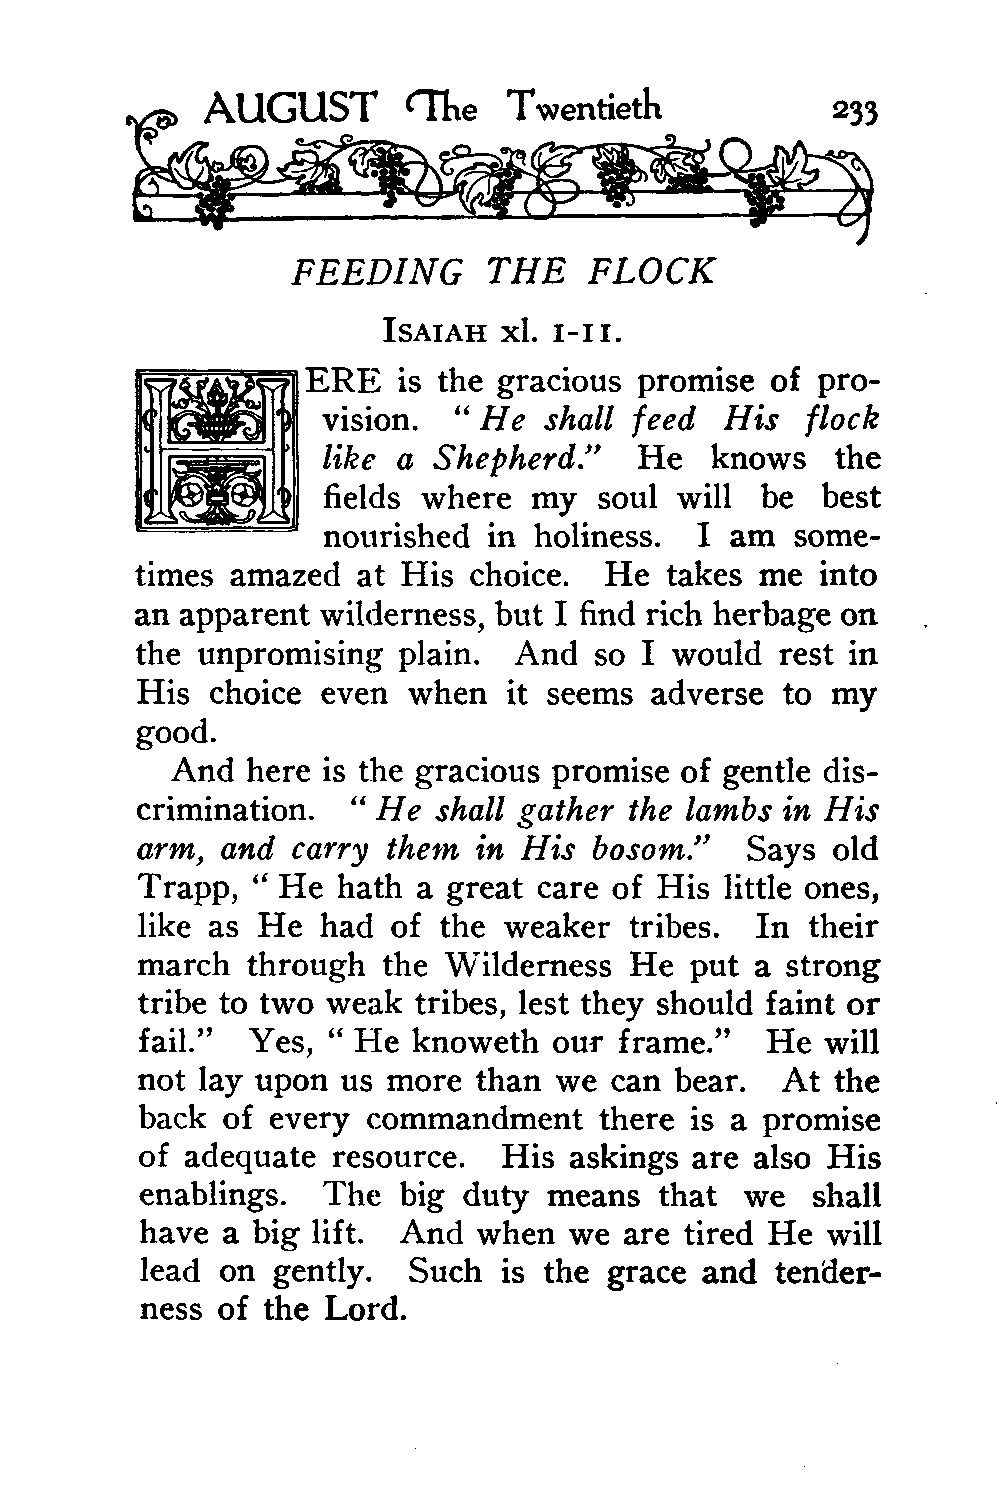 AUGUST The Twentieth 233
FEEDING THE FLOCK
ISAIAH xl. 1-11.
HERE is the gracious promise of pro-
vision. “He shall feed His flock
like a Shepherd.” He knows the
fields where my soul will be best
nourished in holiness. I am some-
times amazed at His choice. He takes me into
an apparent wilderness, but I find rich herbage on
the unpromising plain. And so I would rest in
His choice even when it seems adverse to my
good.
And here is the gracious promise of gentle dis-
crimination. “He shall gather the lambs in His
arm, and carry them in His bosom.” Says old
Trapp, “He hath a great care of His little ones,
like as He had of the weaker tribes. In their
march through the Wilderness He put a strong
tribe to two weak tribes, lest they should faint or
fail.” Yes, “He knoweth our frame.” He will
not lay upon us more than we can bear. At the
back of every commandment there is a promise
of adequate resource. His askings are also His
enablings. The big duty means that we shall
have a big lift. And when we are tired He will
lead on gently. Such is the grace and tender-
ness of the Lord.